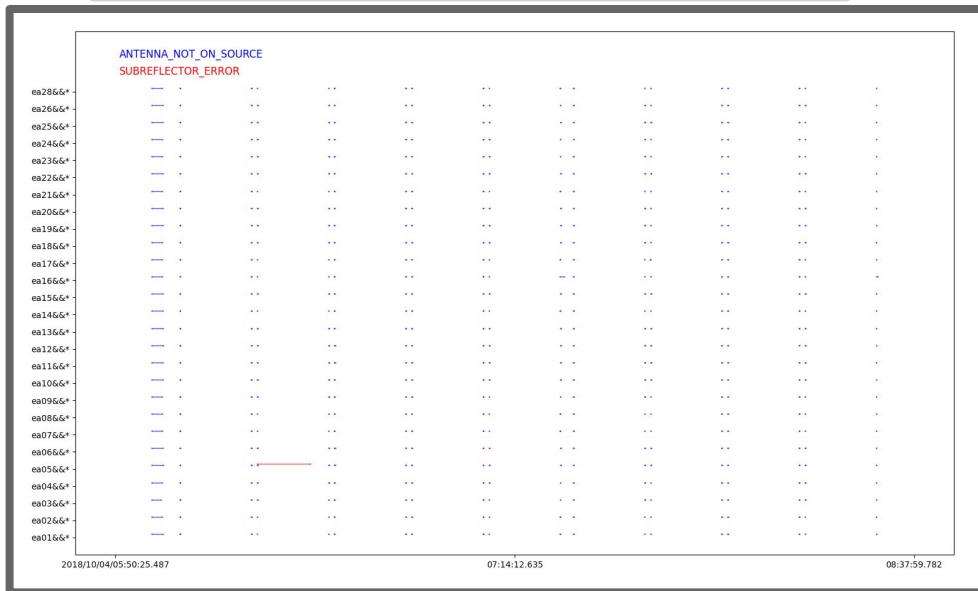 ANTENNA_NOT_ON_SOURCE
SUBREFLECTOR_ERROR
ea28&&*
ea26&&*
ea25&&*
ea24&&*
ea23&&*
ea22&&*
ea21&&*
ea20&&*
ea19&&*
ea18&&*
ea17&&*
ea16&&*
ea15&&*
ea14&&*
ea13&&*
ea12&&*
ea11&&*
ea10&&*
ea09&&*
ea08&&*
ea07&&*
ea06&&*
ea05&&*
ea04&&*
ea03&&*
ea02&&*
ea01&&*
2018/10/04/05:50:25.487 07:14:12.635 08:37:59.782